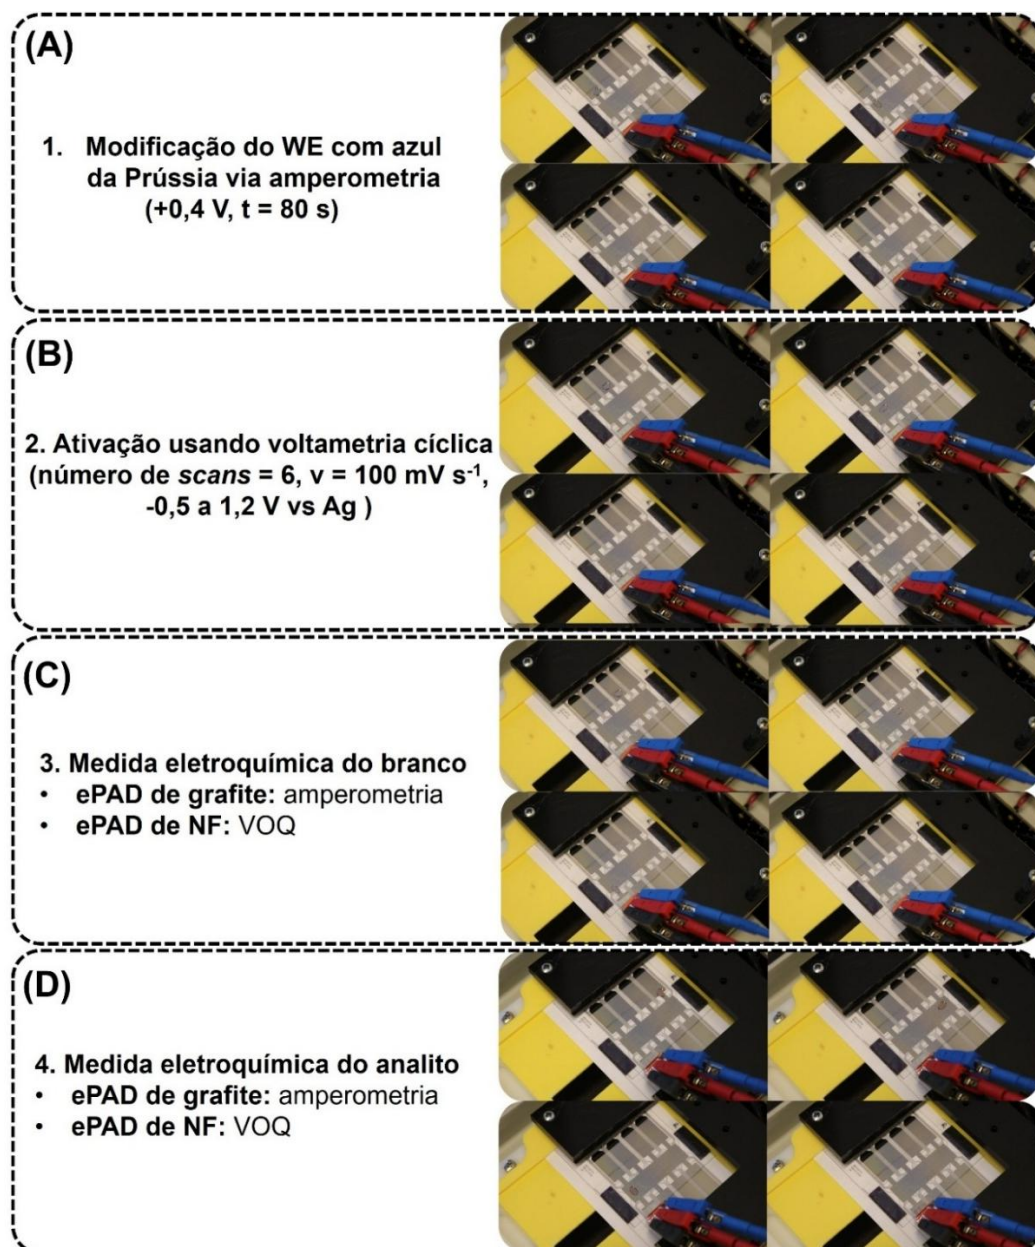 (A)
1. Modificação do WE com azul
da Prússia via amperometria
(+0,4 V, t = 80 s)
(B)
2. Ativação usando voltametria cíclica
(número de scans = 6, v = 100 mV s⁻¹,
-0,5 a 1,2 V vs Ag )
(C)
3. Medida eletroquímica do branco
• ePAD de grafite: amperometria
• ePAD de NF: VOQ
(D)
4. Medida eletroquímica do analito
• ePAD de grafite: amperometria
• ePAD de NF: VOQ